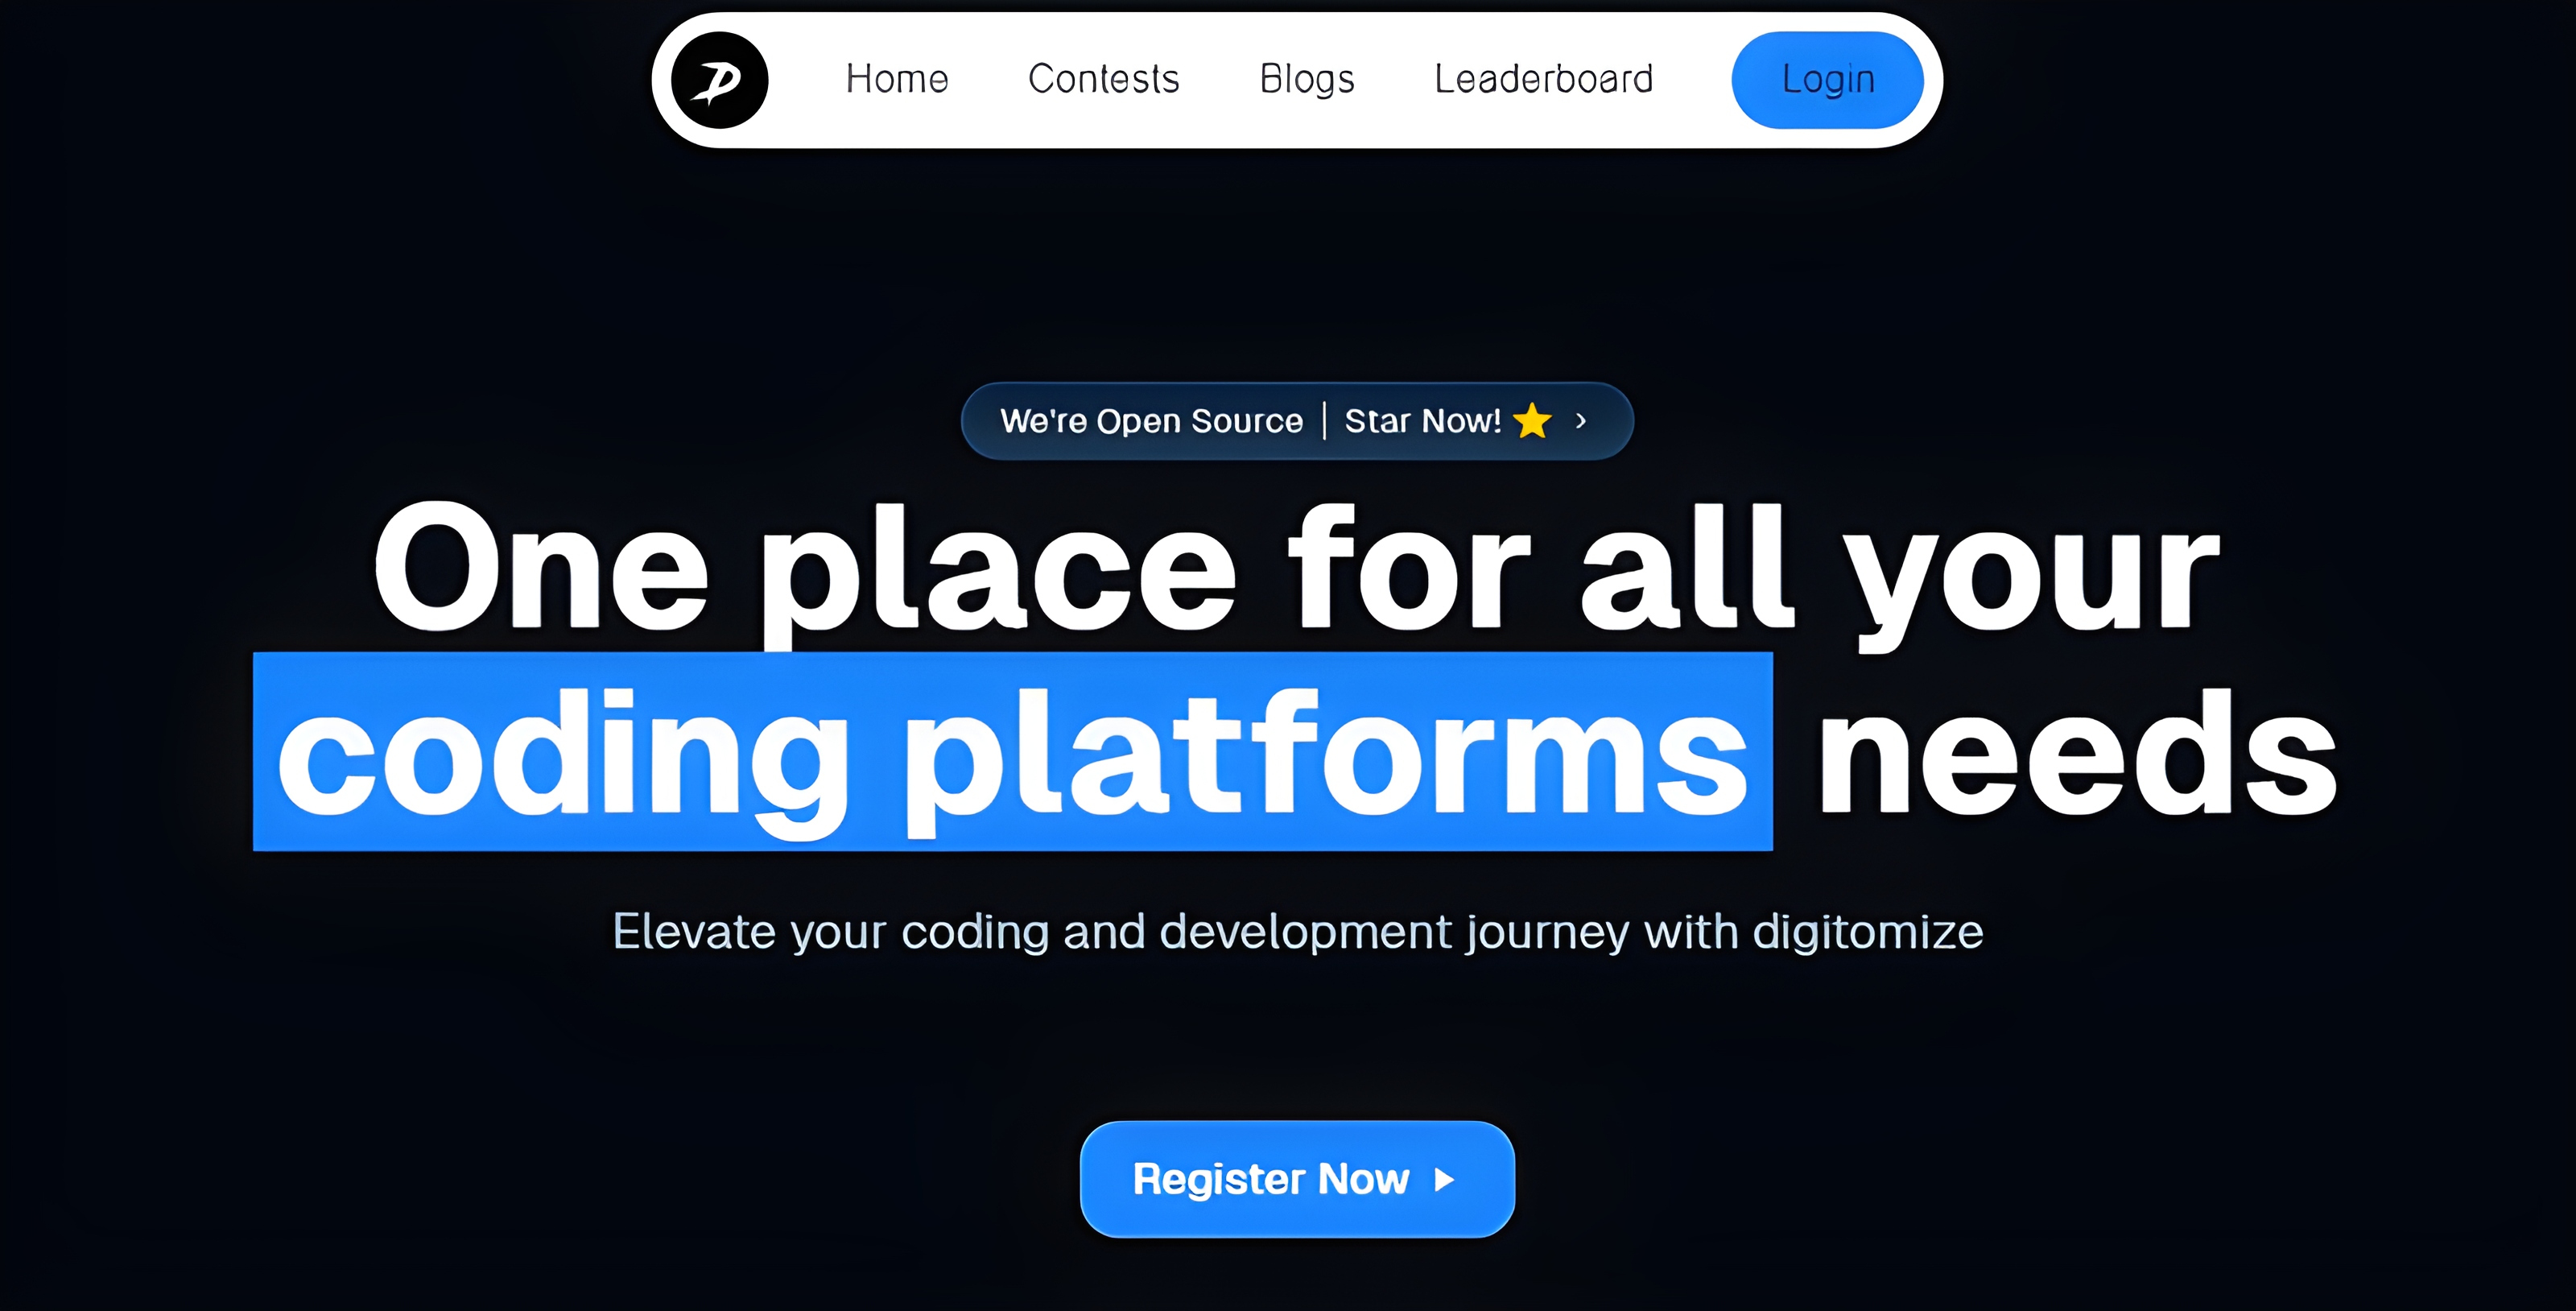 Home Contests Blogs Leaderboard Login
We're Open Source | Star Now! ⭐ ›
One place for all your
coding platforms needs
Elevate your coding and development journey with digitomize
Register Now ▶